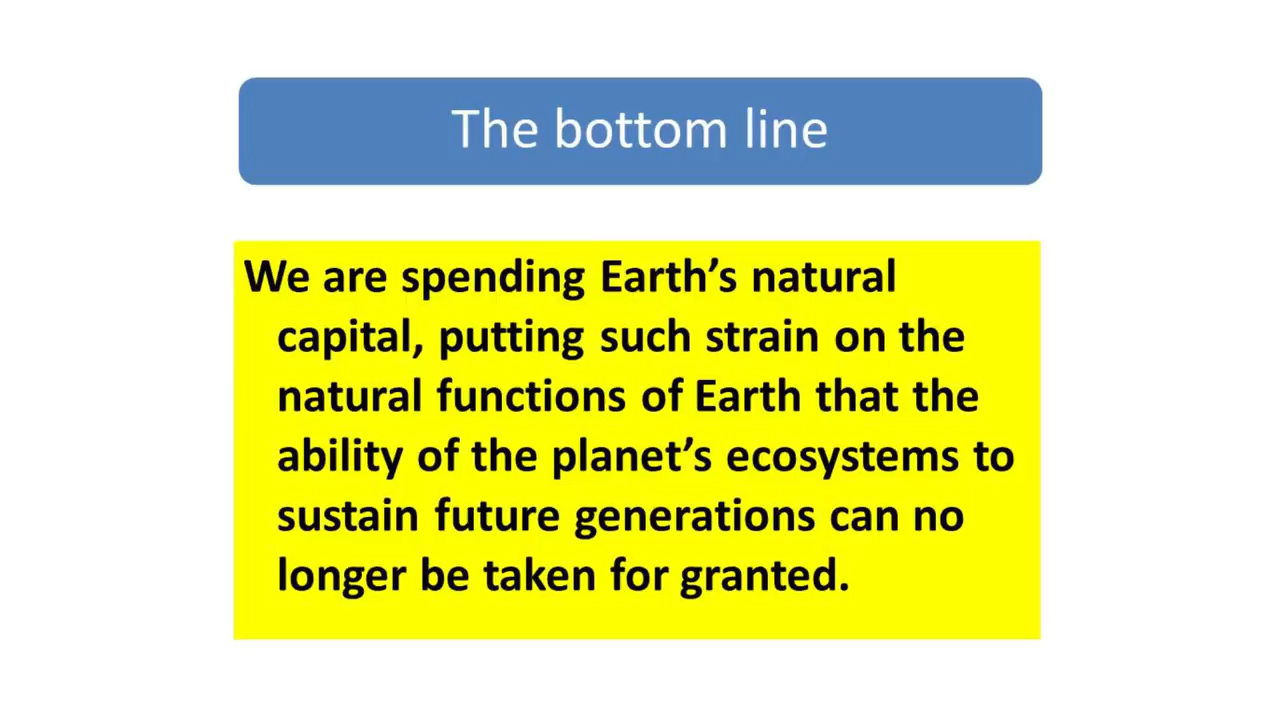 The bottom line
We are spending Earth’s natural
capital, putting such strain on the
natural functions of Earth that the
ability of the planet’s ecosystems to
sustain future generations can no
longer be taken for granted.